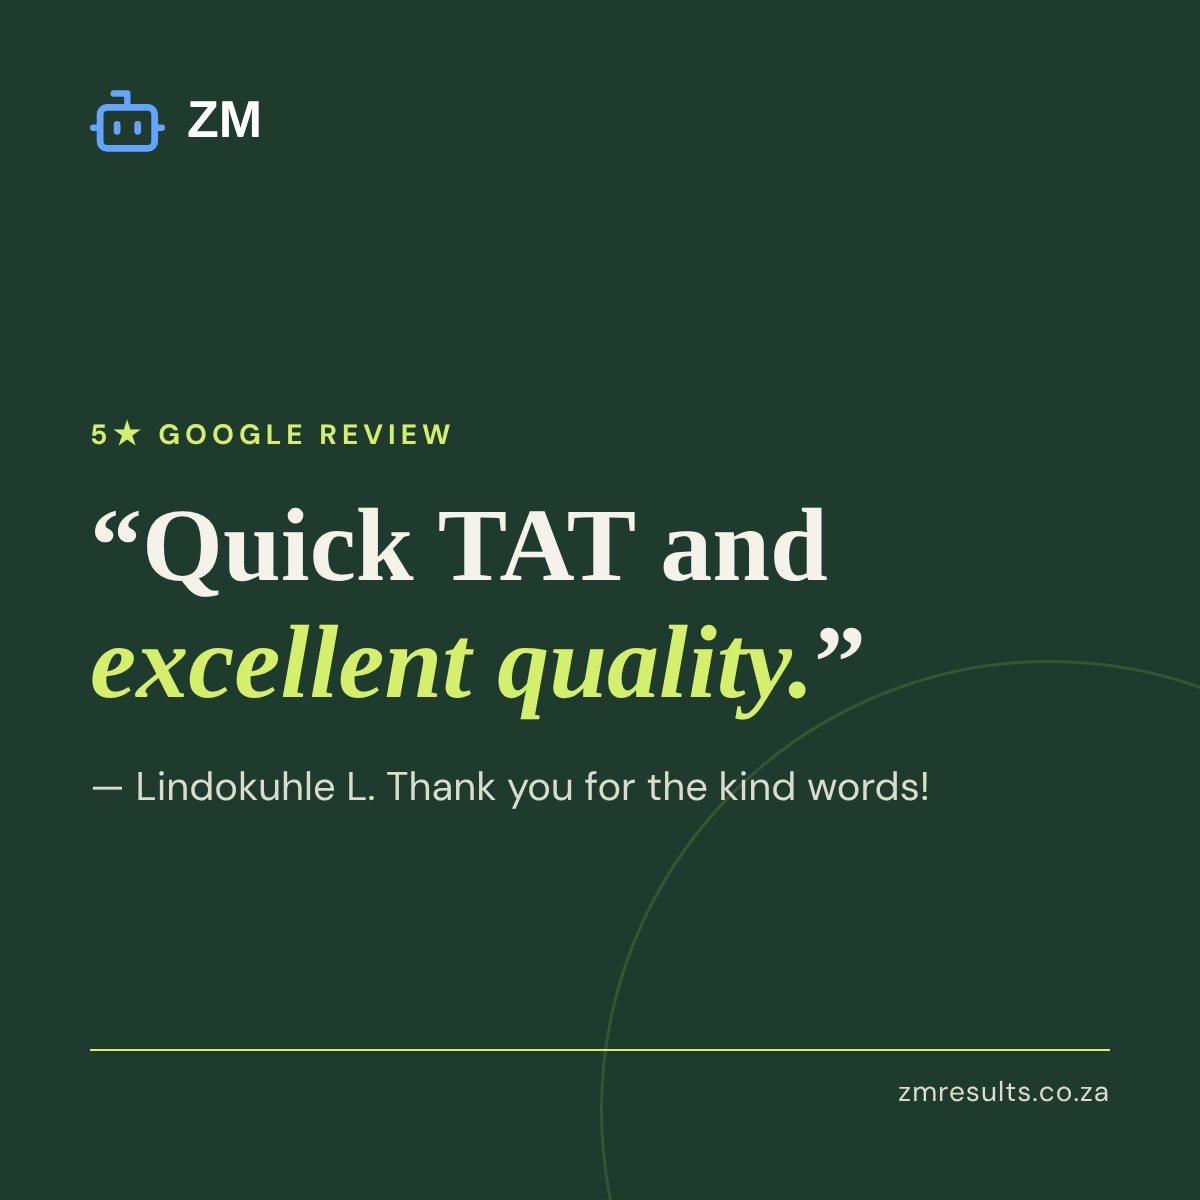 ZM
5★ GOOGLE REVIEW
“Quick TAT and
excellent quality.”
— Lindokuhle L. Thank you for the kind words!
zmresults.co.za